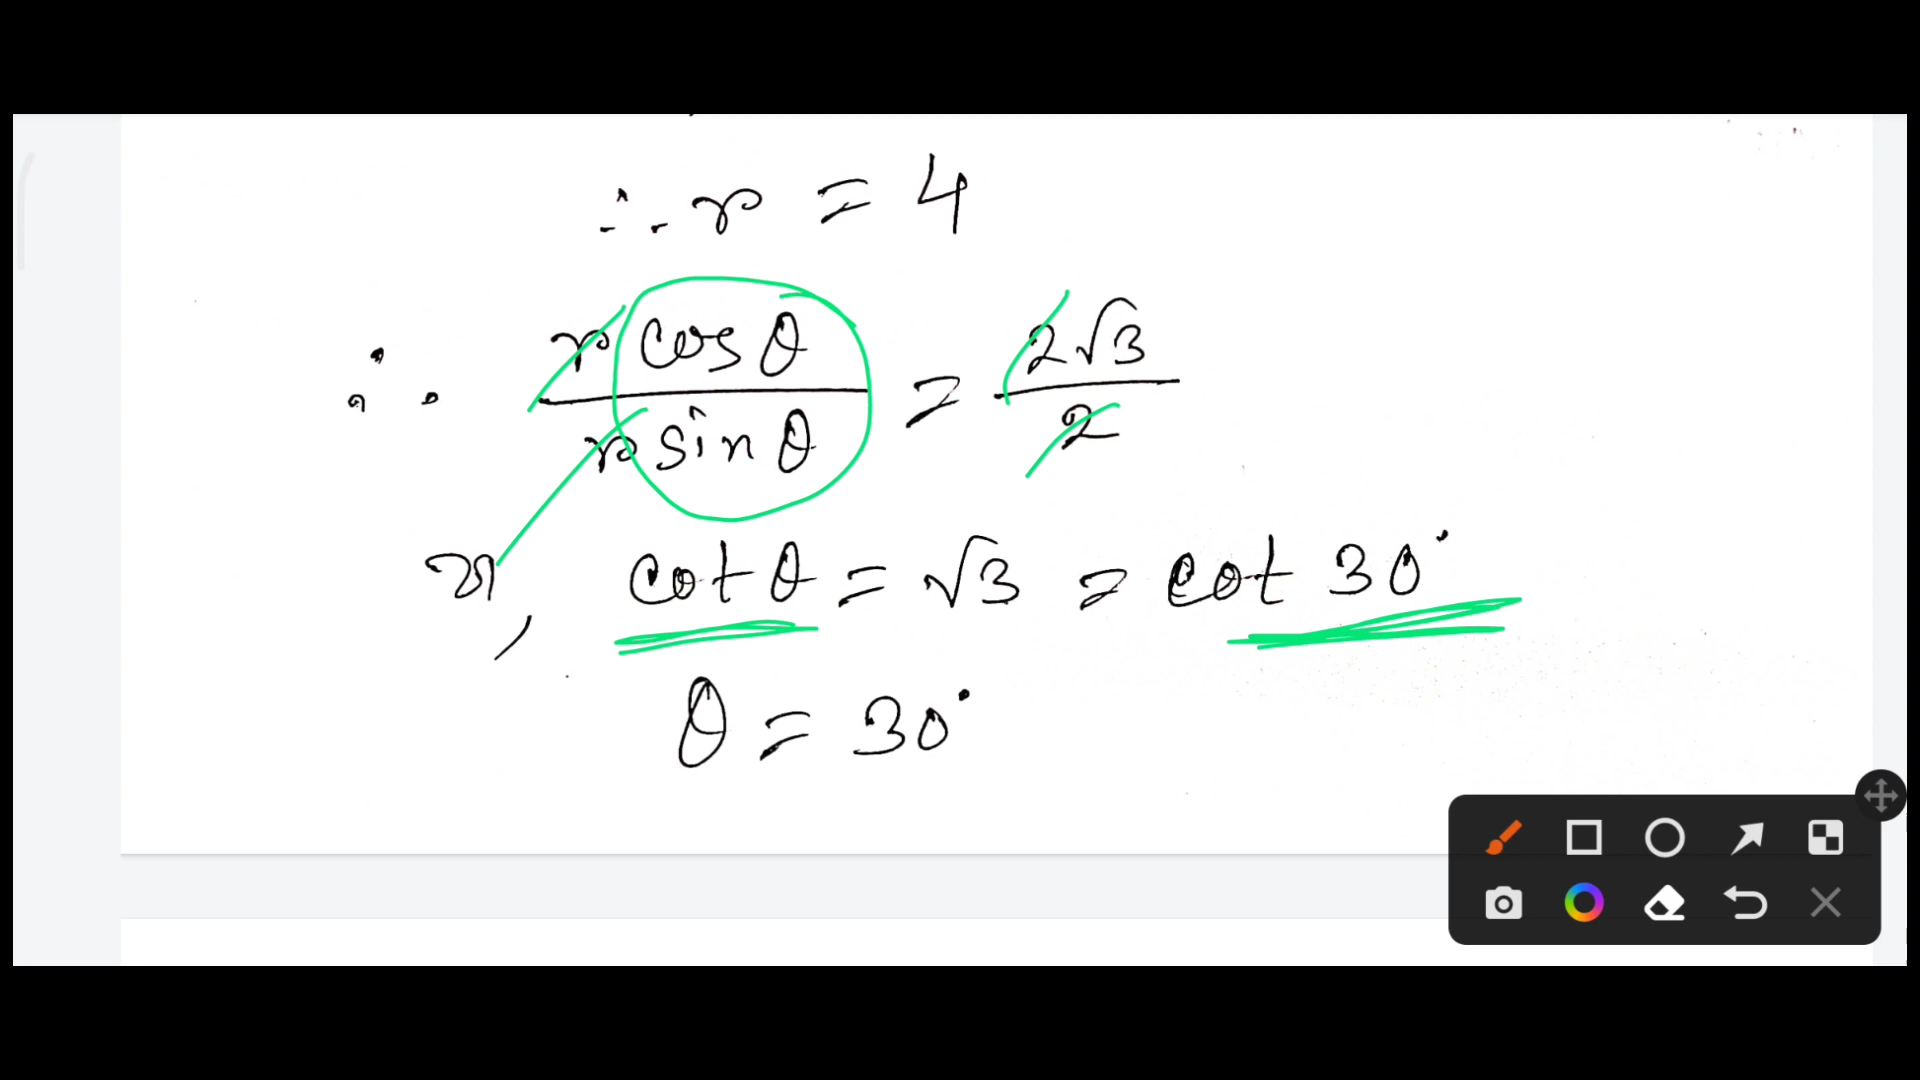 ∴ r = 4
∴ r cos θ / r sin θ = 2√3 / 2
या, cot θ = √3 = cot 30°
θ = 30°